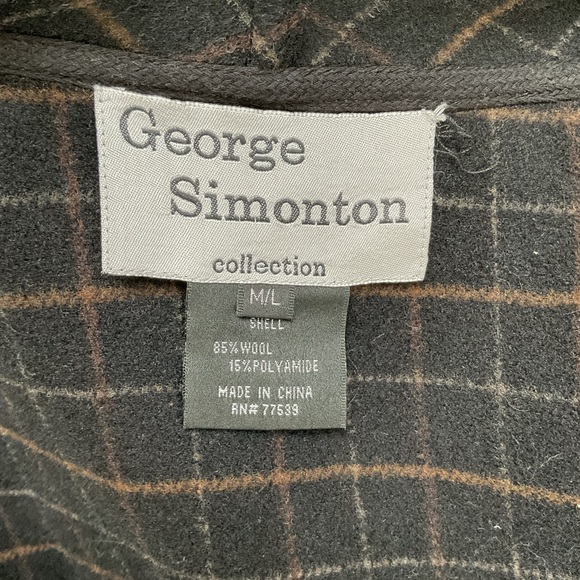 George
Simonton
collection
M/L
SHELL
85%WOOL
15%POLYAMIDE
MADE IN CHINA
RN# 77539